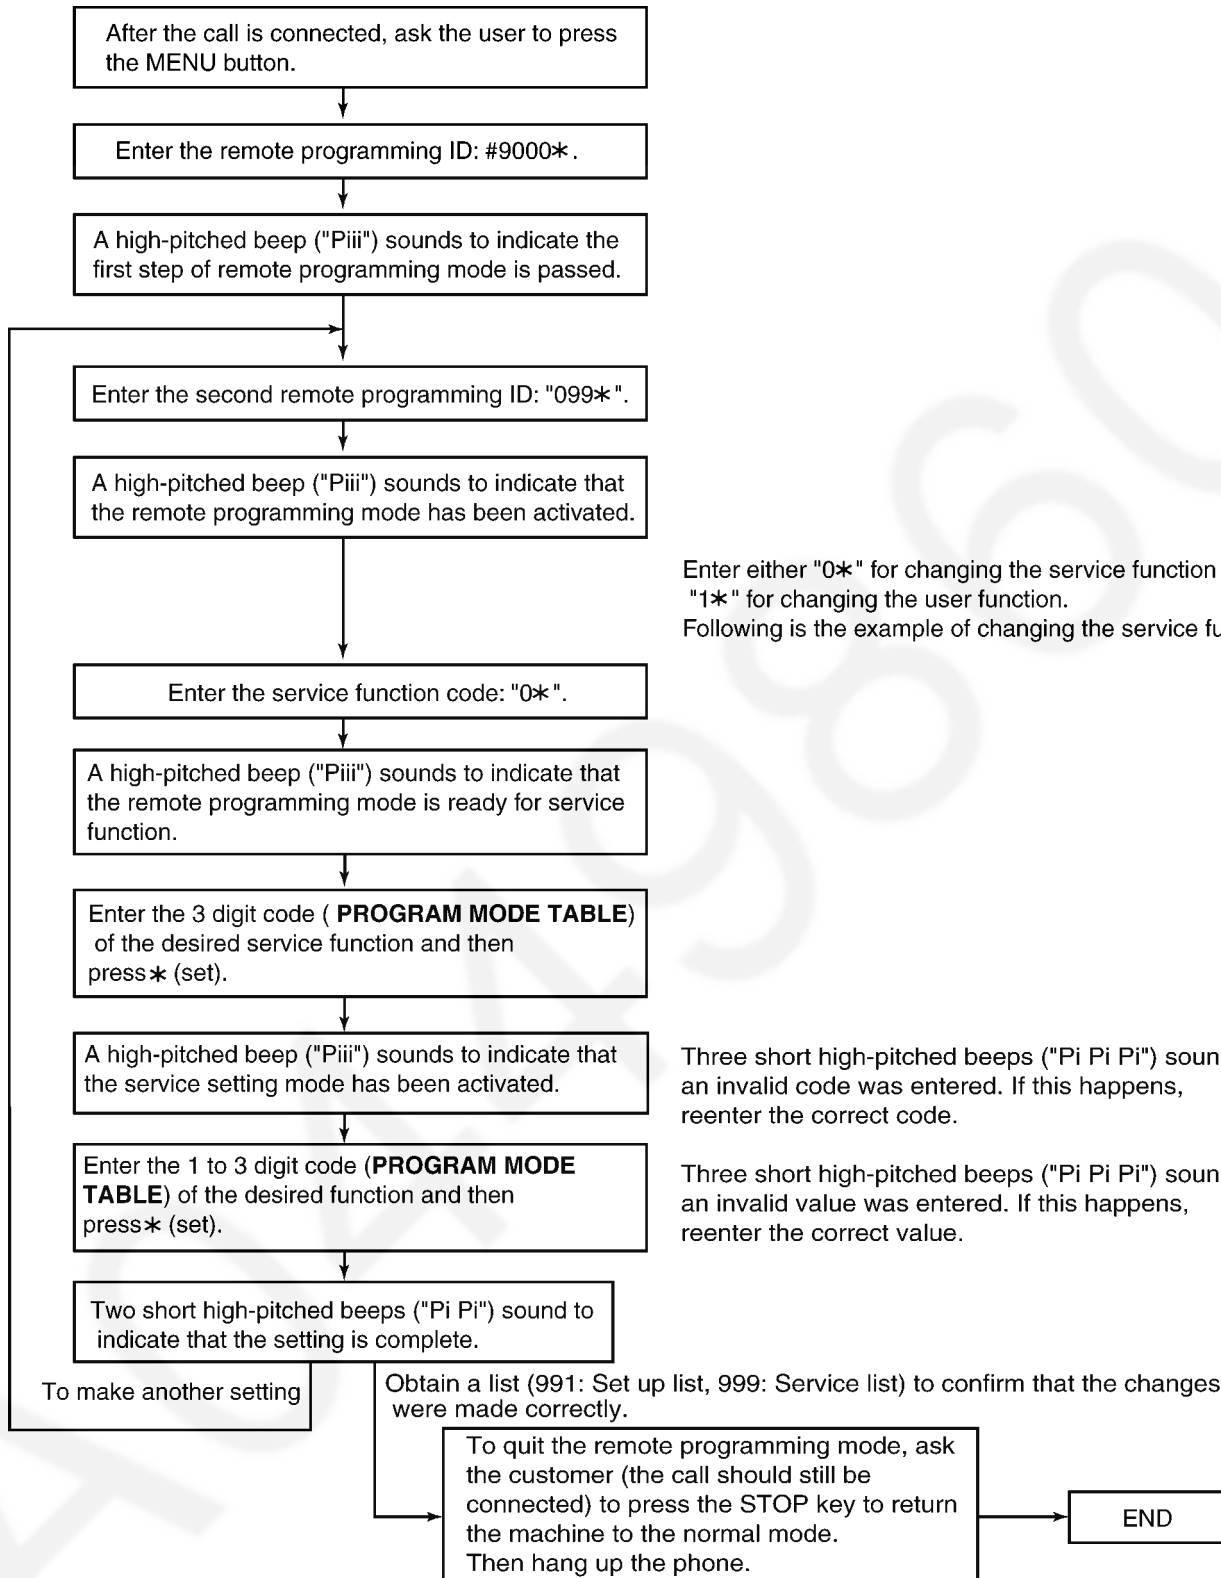 After the call is connected, ask the user to press
the MENU button.
Enter the remote programming ID: #9000*.
A high-pitched beep ("Piii") sounds to indicate the
first step of remote programming mode is passed.
Enter the second remote programming ID: "099*".
A high-pitched beep ("Piii") sounds to indicate that
the remote programming mode has been activated.
Enter either "0*" for changing the service function
"1*" for changing the user function.
Following is the example of changing the service
Enter the service function code: "0*".
A high-pitched beep ("Piii") sounds to indicate that
the remote programming mode is ready for service
function.
Enter the 3 digit code ( PROGRAM MODE TABLE)
of the desired service function and then
press* (set).
A high-pitched beep ("Piii") sounds to indicate that
the service setting mode has been activated.
Three short high-pitched beeps ("Pi Pi Pi")
an invalid code was entered. If this happens,
reenter the correct code.
Enter the 1 to 3 digit code (PROGRAM MODE
TABLE) of the desired function and then
press* (set).
Three short high-pitched beeps ("Pi Pi Pi")
an invalid value was entered. If this happens,
reenter the correct value.
Two short high-pitched beeps ("Pi Pi") sound to
indicate that the setting is complete.
To make another setting
Obtain a list (991: Set up list, 999: Service list) to confirm that the changes
were made correctly.
To quit the remote programming mode, ask
the customer (the call should still be
connected) to press the STOP key to return
the machine to the normal mode.
Then hang up the phone.
END